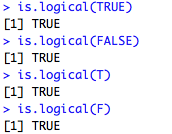 > is.logical(TRUE)
[1] TRUE
> is.logical(FALSE)
[1] TRUE
> is.logical(T)
[1] TRUE
> is.logical(F)
[1] TRUE